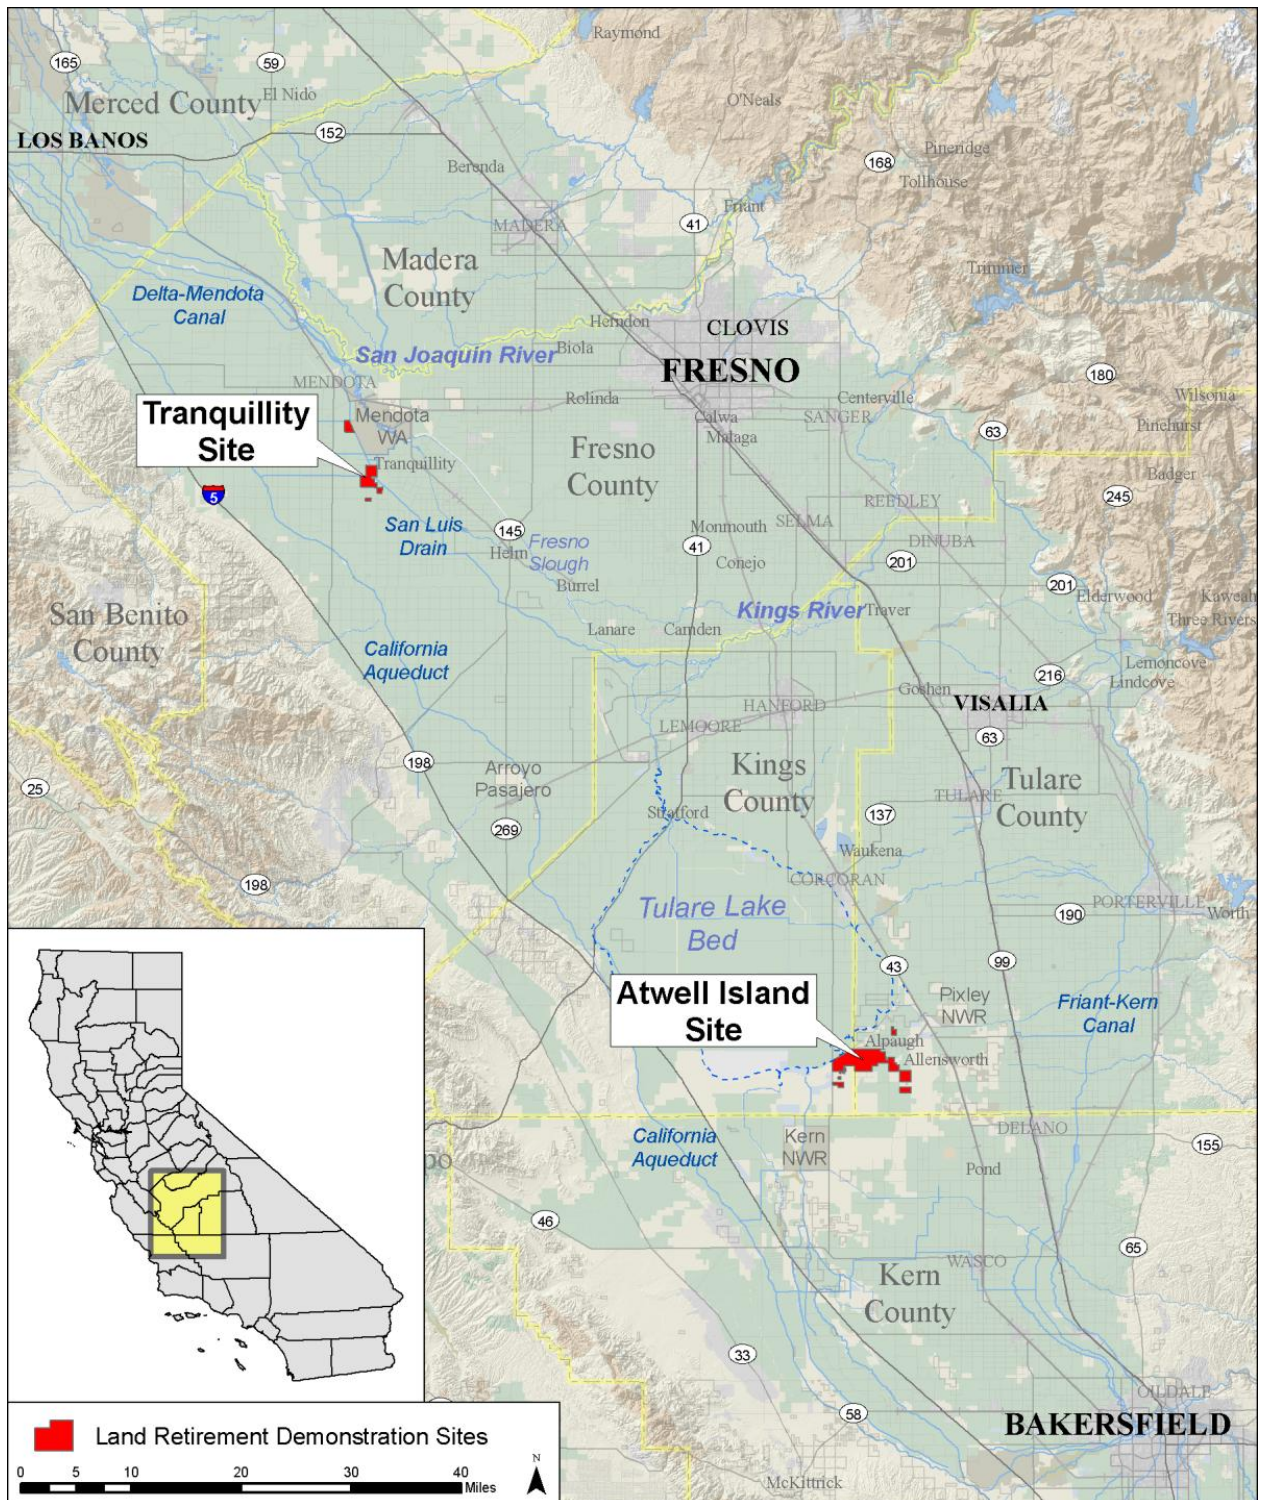 Raymond
165
59
El Nido
Merced County
O'Neals
LOS BANOS
152
Pineridge
168
Tollhouse
Berenda
Friant
MADERA
41
Madera
County
Trimmer
Delta-Mendota
Canal
Herndon
CLOVIS
Biola
San Joaquin River
FRESNO
180
MENDOTA
Wilsonia
Rolinda
Centerville
Tranquillity
Site
Mendota
WA
Calwa
SANGER
Pinehurst
Malaga
63
Fresno
County
Tranquillity
Badger
5
245
REEDLEY
San Luis
Drain
145
Monmouth
SELMA
Fresno
Slough
Helm
41
DINUBA
Conejo
201
Burrel
201
Elderwood
Kaweah
San Benito
County
Kings River
Traver
Three Rivers
Lanare
Camden
California
Aqueduct
Lemoncove
216
Lindcove
Goshen
VISALIA
HANFORD
LEMOORE
63
198
Arroyo
Pasajero
Kings
County
Tulare
County
25
TULARE
Stratford
137
269
Waukena
198
CORCORAN
PORTERVILLE
Tulare Lake
Bed
190
Worth
43
99
Atwell Island
Site
Pixley
NWR
Friant-Kern
Canal
Alpaugh
Allensworth
California
Aqueduct
DELANO
Kern
NWR
155
po
Pond
46
65
WASCO
Kern
County
33
OILDALE
58
BAKERSFIELD
McKittrick
Land Retirement Demonstration Sites
N
0 5 10 20 30 40
Miles